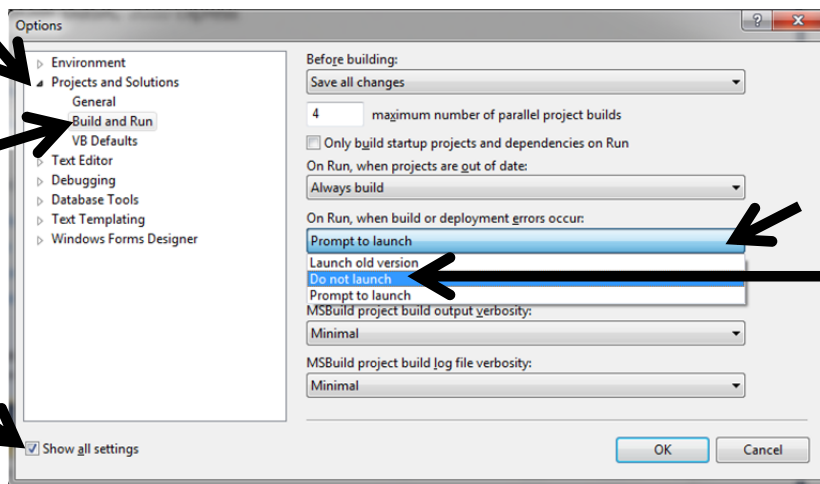 Options
Environment
Projects and Solutions
General
Build and Run
VB Defaults
Text Editor
Debugging
Database Tools
Text Templating
Windows Forms Designer
Show all settings
Before building:
Save all changes
4 maximum number of parallel project builds
Only build startup projects and dependencies on Run
On Run, when projects are out of date:
Always build
On Run, when build or deployment errors occur:
Prompt to launch
Launch old version
Do not launch
Prompt to launch
MSBuild project build output verbosity:
Minimal
MSBuild project build log file verbosity:
Minimal
OK Cancel